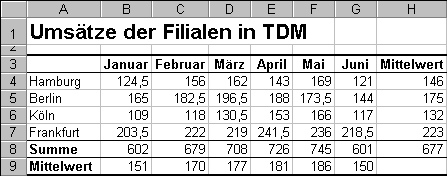 A B C D E F G H
1 Umsätze der Filialen in TDM
2
3 Januar Februar März April Mai Juni Mittelwert
4 Hamburg 124,5 156 162 143 169 121 146
5 Berlin 165 182,5 196,5 188 173,5 144 175
6 Köln 109 118 130,5 153 166 117 132
7 Frankfurt 203,5 222 219 241,5 236 218,5 223
8 Summe 602 679 708 726 745 601 677
9 Mittelwert 151 170 177 181 186 150